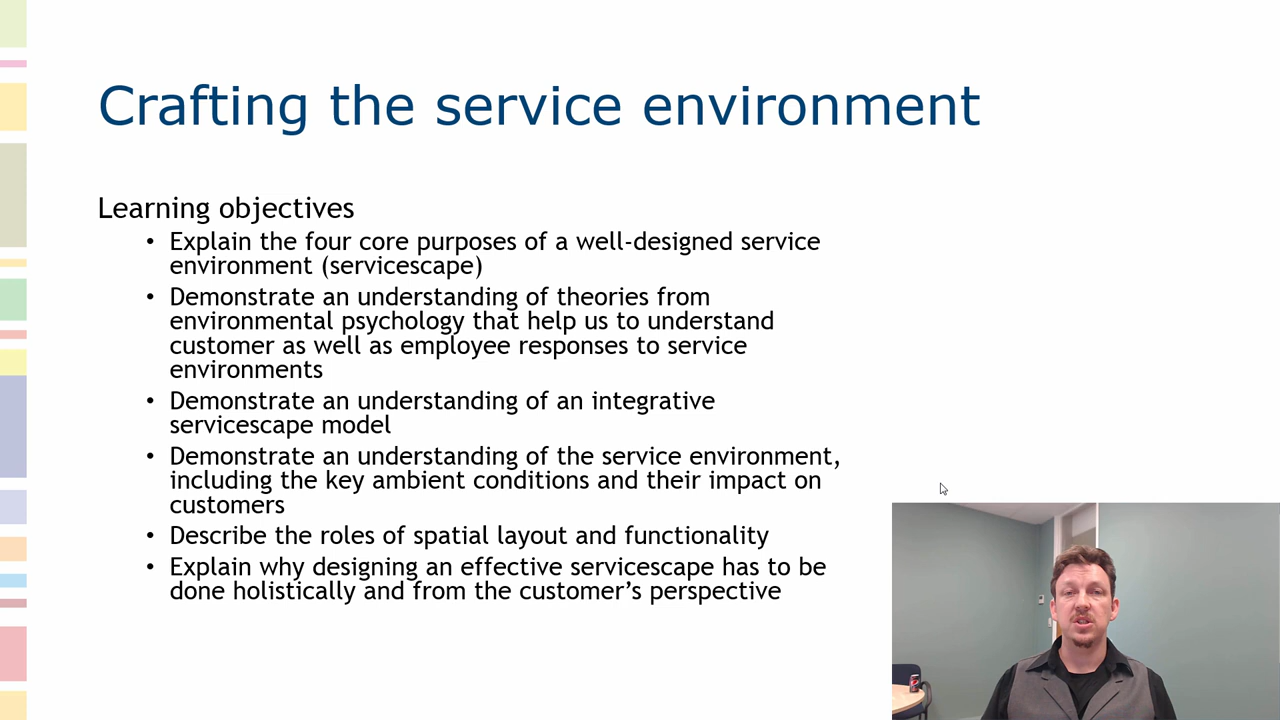 Crafting the service environment
Learning objectives
• Explain the four core purposes of a well-designed service
environment (servicescape)
• Demonstrate an understanding of theories from
environmental psychology that help us to understand
customer as well as employee responses to service
environments
• Demonstrate an understanding of an integrative
servicescape model
• Demonstrate an understanding of the service environment,
including the key ambient conditions and their impact on
customers
• Describe the roles of spatial layout and functionality
• Explain why designing an effective servicescape has to be
done holistically and from the customer’s perspective